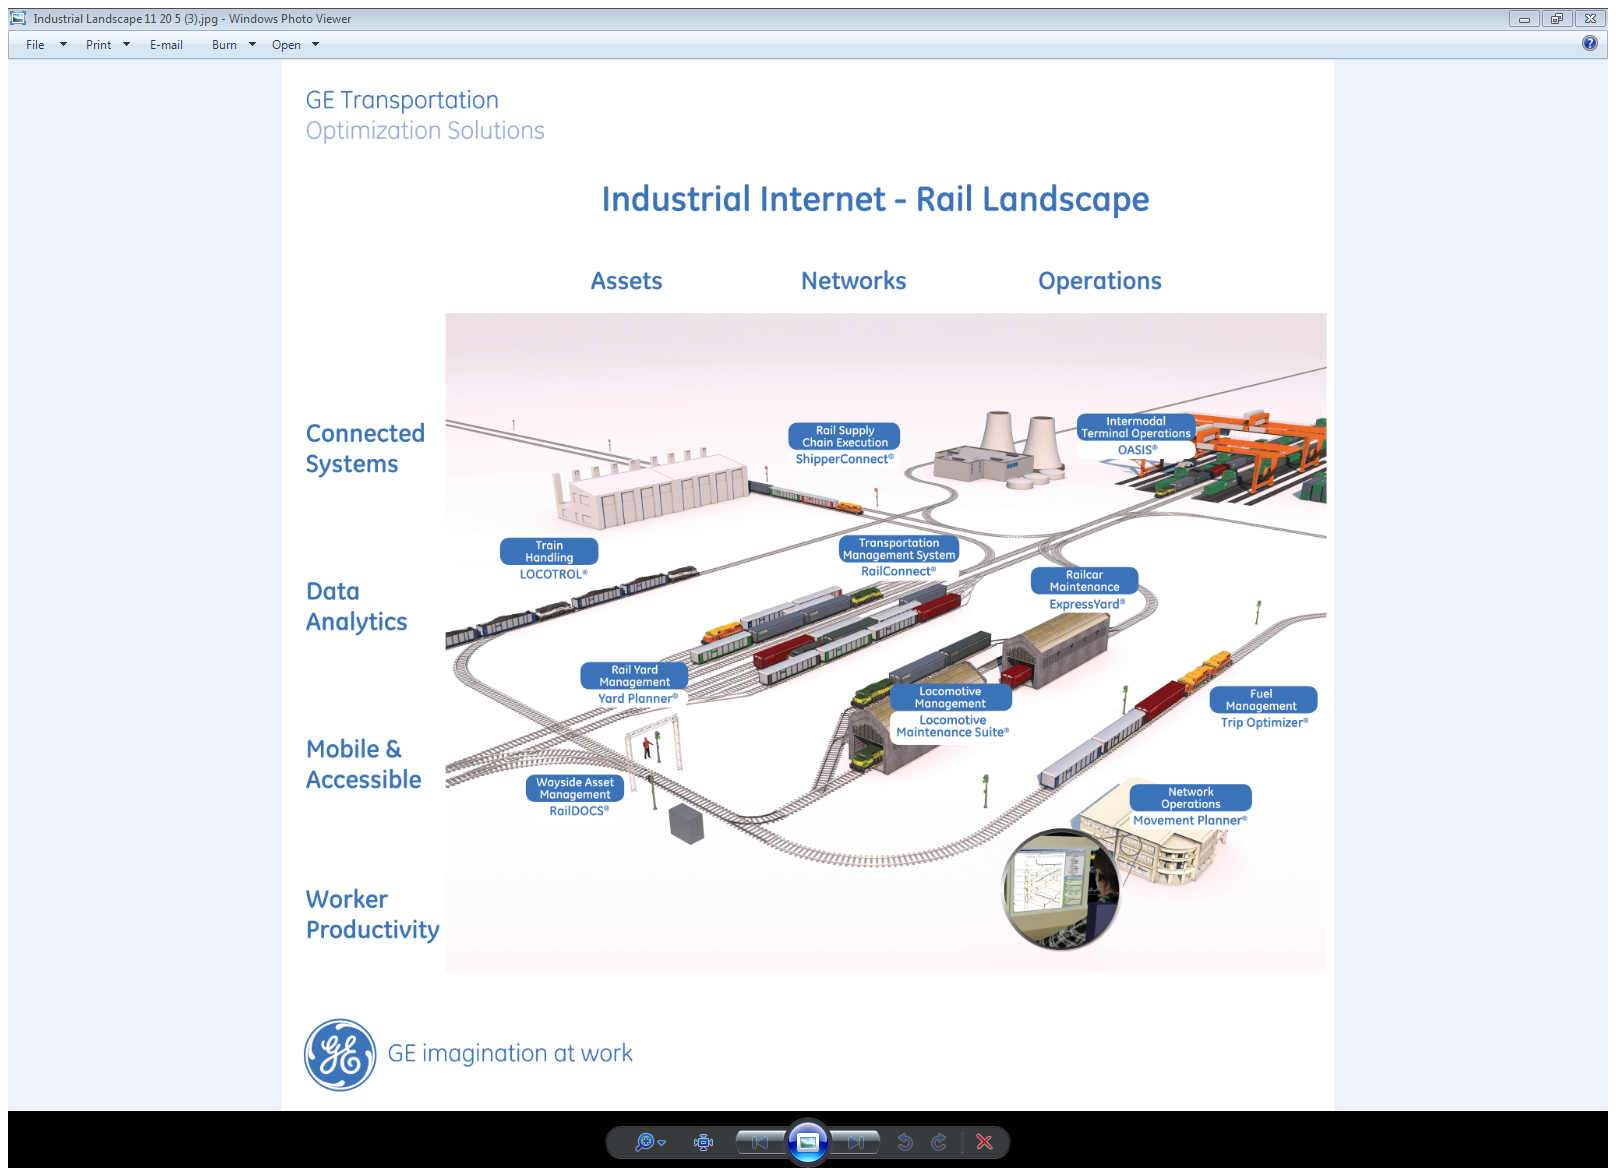 Industrial Landscape 11 20 5 (3).jpg - Windows Photo Viewer
File Print E-mail Burn Open
GE Transportation
Optimization Solutions
Industrial Internet - Rail Landscape
Assets Networks Operations
Connected
Systems
Rail Supply
Chain Execution
ShipperConnect®
Intermodal
Terminal Operations
OASIS®
Train
Handling
LOCOTROL®
Transportation
Management System
RailConnect®
Railcar
Maintenance
ExpressYard®
Data
Analytics
Rail Yard
Management
Yard Planner®
Locomotive
Management
Locomotive
Maintenance Suite®
Fuel
Management
Trip Optimizer®
Mobile &
Accessible
Wayside Asset
Management
RailDOCS®
Network
Operations
Movement Planner®
Worker
Productivity
GE
GE imagination at work